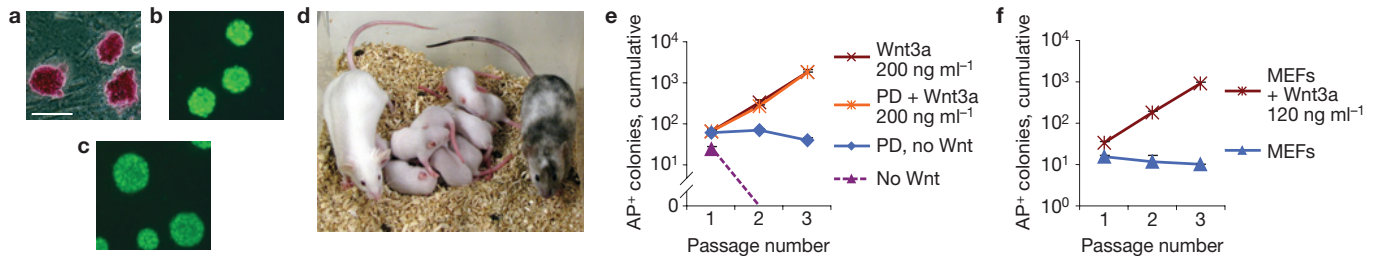 a
b
c
d
e
AP⁺ colonies, cumulative
10⁴
10³
10²
10¹
0
1 2 3
Passage number
Wnt3a
200 ng ml⁻¹
PD + Wnt3a
200 ng ml⁻¹
PD, no Wnt
No Wnt
f
AP⁺ colonies, cumulative
10⁴
10³
10²
10¹
10⁰
1 2 3
Passage number
MEFs
+ Wnt3a
120 ng ml⁻¹
MEFs